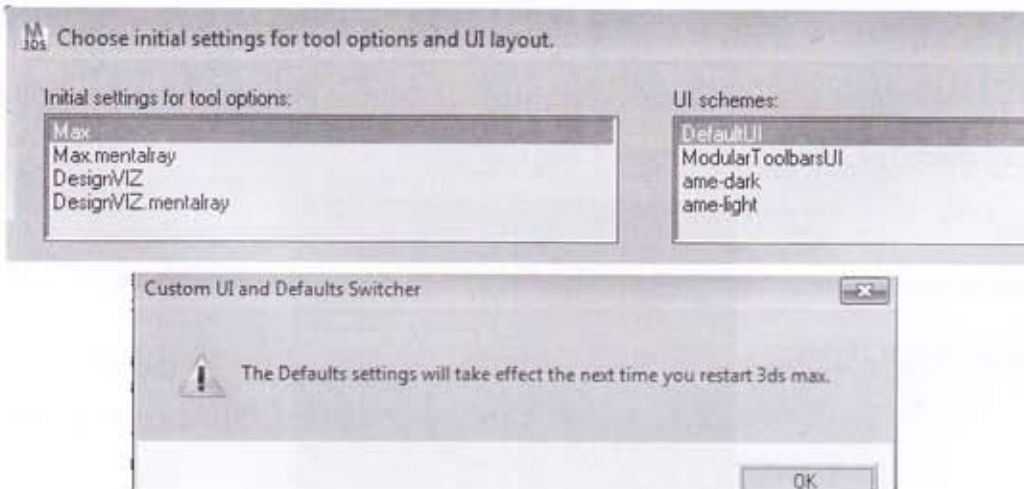 Choose initial settings for tool options and UI layout.
Initial settings for tool options:
Max
Max.mentalray
DesignVIZ
DesignVIZ.mentalray
UI schemes:
DefaultUI
ModularToolbarsUI
ame-dark
ame-light
Custom UI and Defaults Switcher
The Defaults settings will take effect the next time you restart 3ds max.
OK